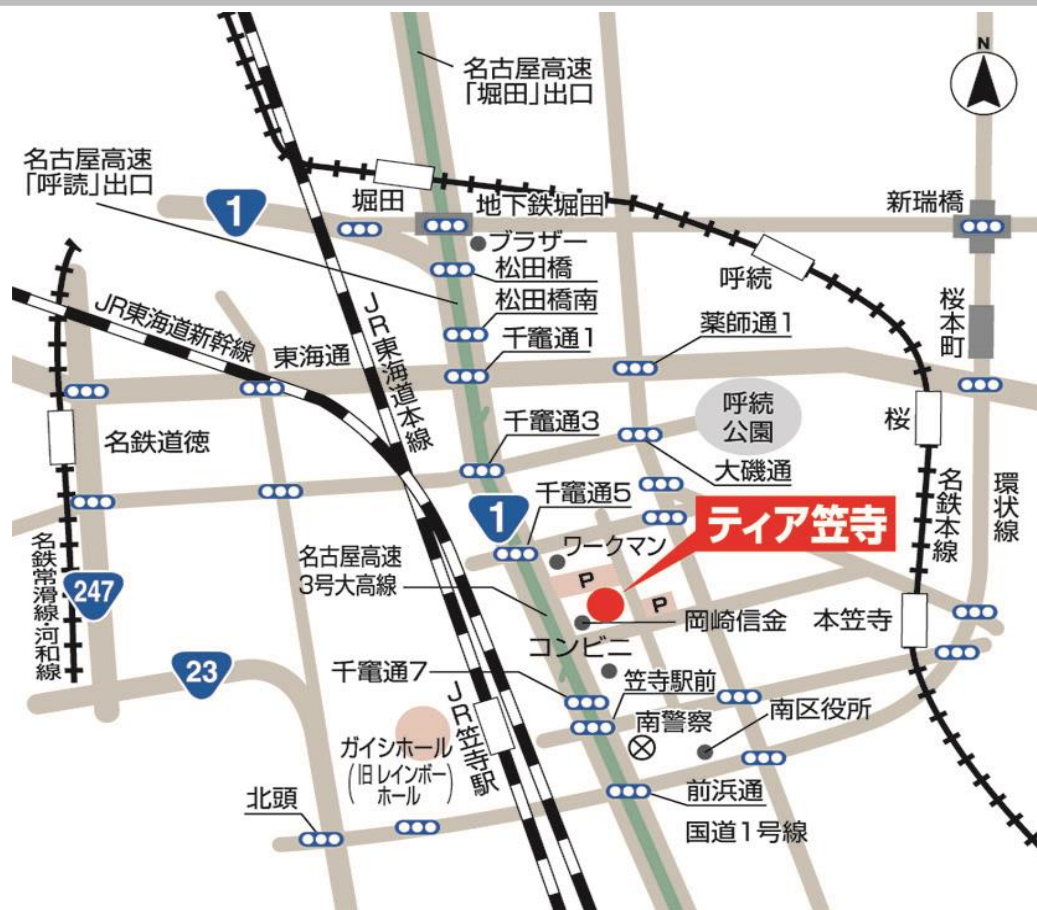 N
名古屋高速
「堀田」出口
名古屋高速
「呼読」出口
1
堀田
地下鉄堀田
新瑞橋
ブラザー
松田橋
呼続
松田橋南
桜本町
JR東海道新幹線
東海通
JR東海道本線
千竈通1
薬師通1
呼続
公園
桜
名鉄道徳
千竈通3
大磯通
名鉄本線
環状線
1
千竈通5
ティア笠寺
ワークマン
名古屋高速
3号大高線
P
P
名鉄常滑線・河和線
247
岡崎信金
本笠寺
コンビニ
23
千竈通7
笠寺駅前
JR笠寺駅
南警察
南区役所
ガイシホール
(旧レインボー
ホール)
北頭
前浜通
国道1号線